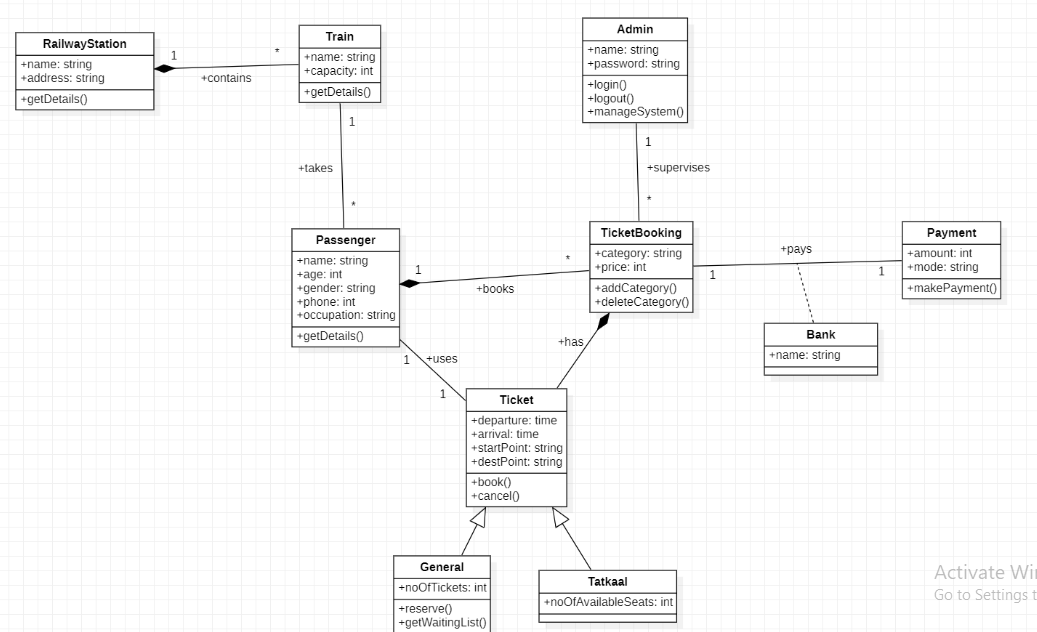 RailwayStation
+name: string
+address: string
+getDetails()
1
*
+contains
Train
+name: string
+capacity: int
+getDetails()
Admin
+name: string
+password: string
+login()
+logout()
+manageSystem()
1
+takes
*
1
+supervises
*
Passenger
+name: string
+age: int
+gender: string
+phone: int
+occupation: string
+getDetails()
1
*
+books
TicketBooking
+category: string
+price: int
+addCategory()
+deleteCategory()
+pays
1
1
Payment
+amount: int
+mode: string
+makePayment()
Bank
+name: string
+has
1
+uses
1
Ticket
+departure: time
+arrival: time
+startPoint: string
+destPoint: string
+book()
+cancel()
General
+noOfTickets: int
+reserve()
+getWaitingList()
Tatkaal
+noOfAvailableSeats: int
Activate Wi
Go to Settings t